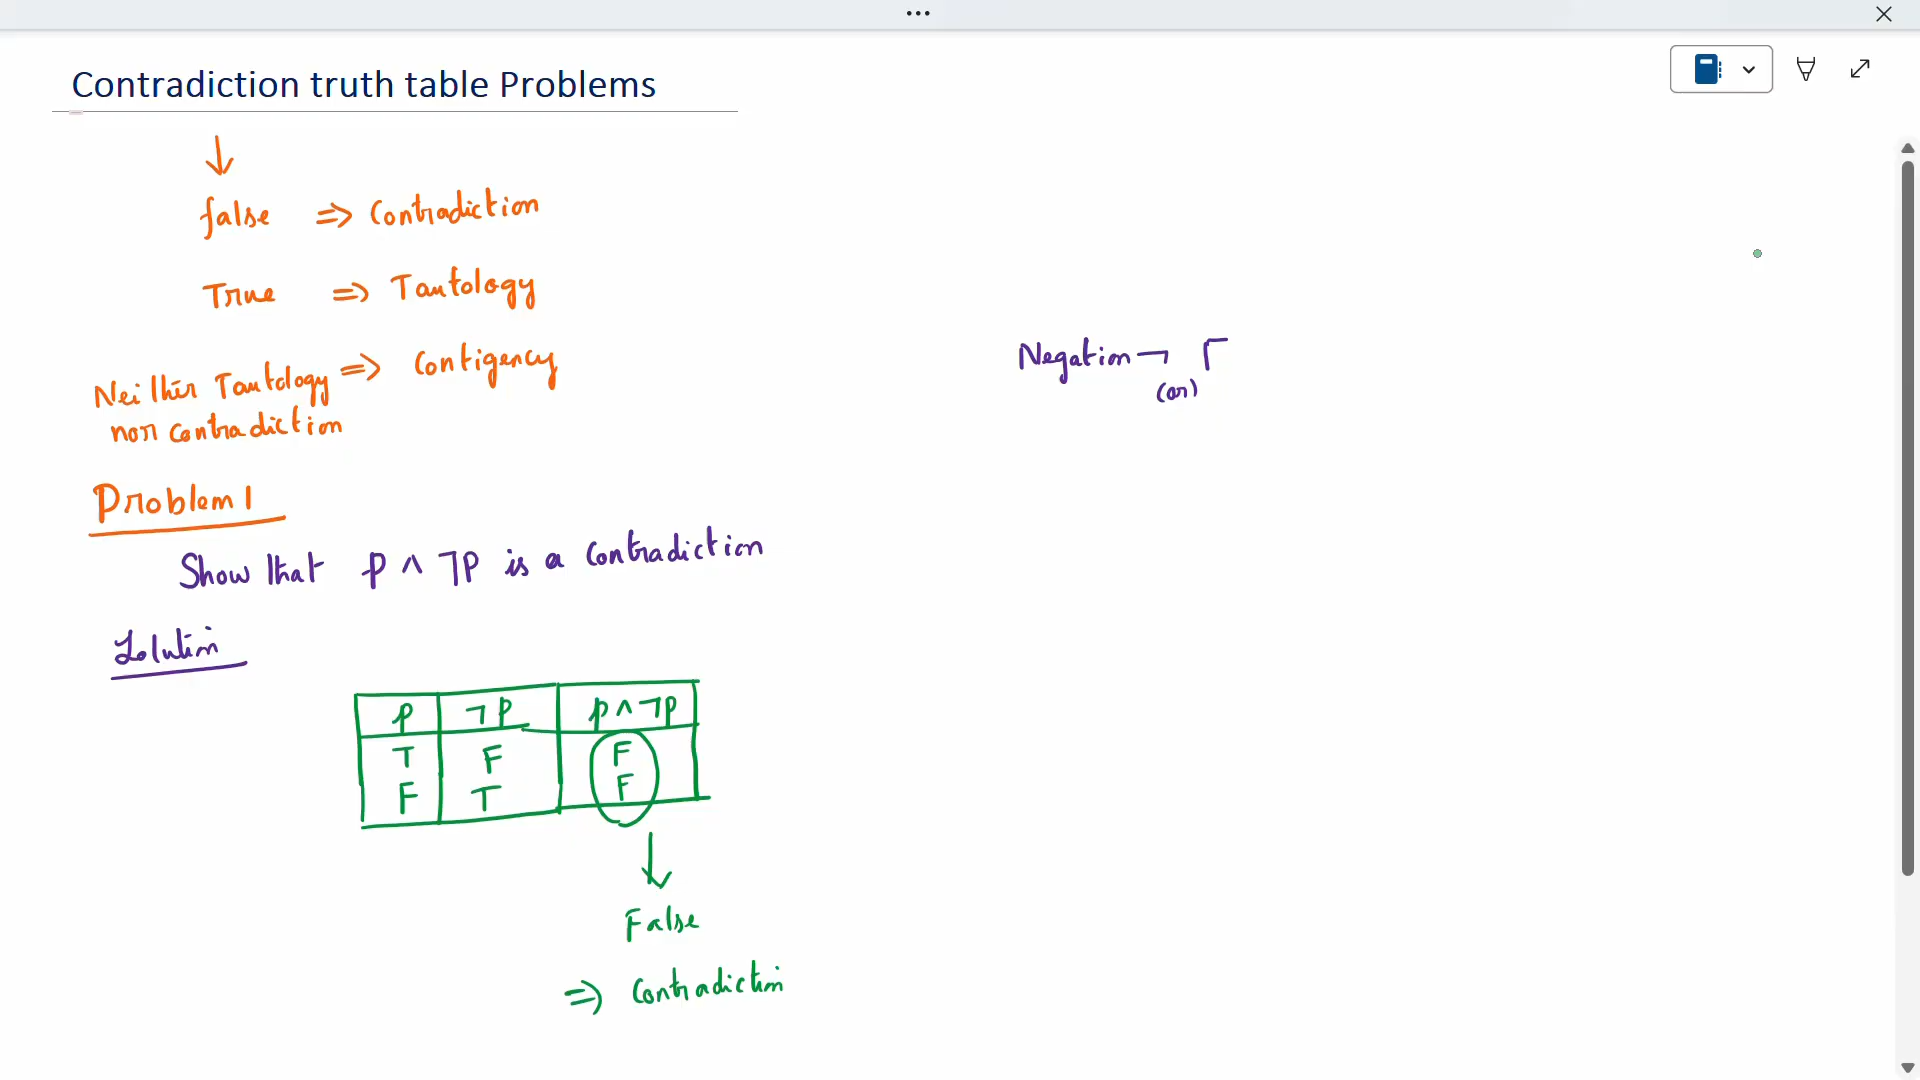 Contradiction truth table Problems
false ⇒ Contradiction
True ⇒ Tautology
Neither Tautology ⇒ Contigency
nor contradiction
Negation ¬ (or) ⌈
Problem 1
Show that p ∧ ¬p is a contradiction
Solution
p ¬p p ∧ ¬p
T F F
F T F
False
⇒ Contradiction